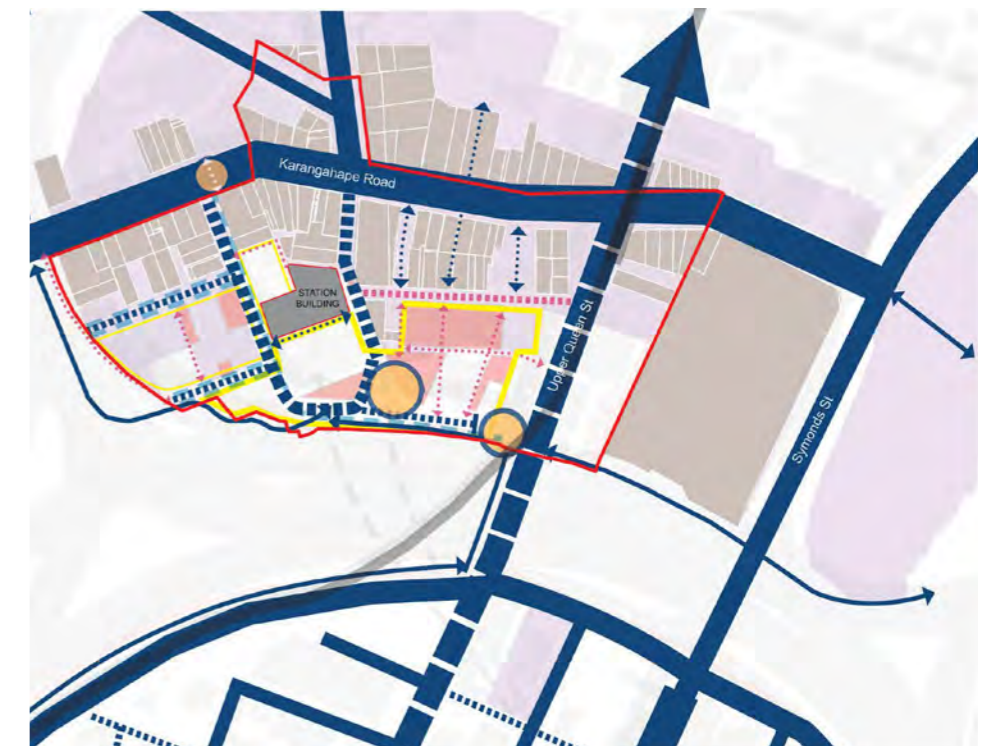 Karangahape Road
STATION
BUILDING
Upper Queen St
Symonds St